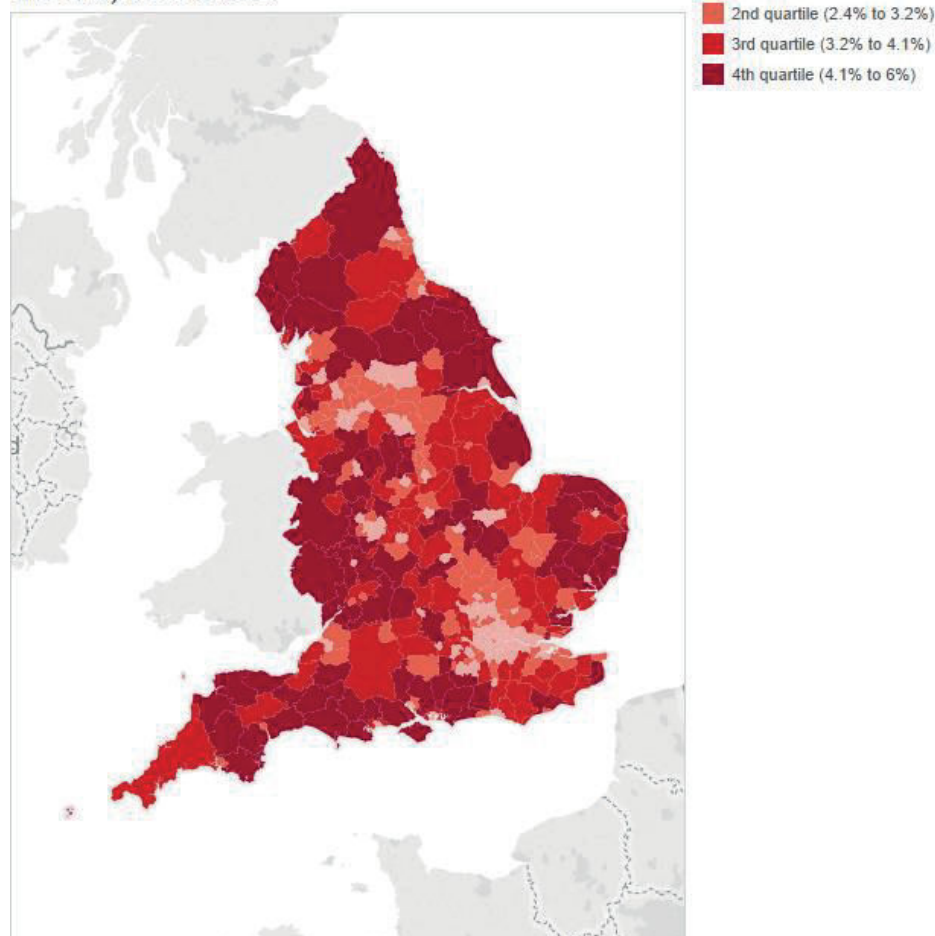 2nd quartile (2.4% to 3.2%)
3rd quartile (3.2% to 4.1%)
4th quartile (4.1% to 6%)
d